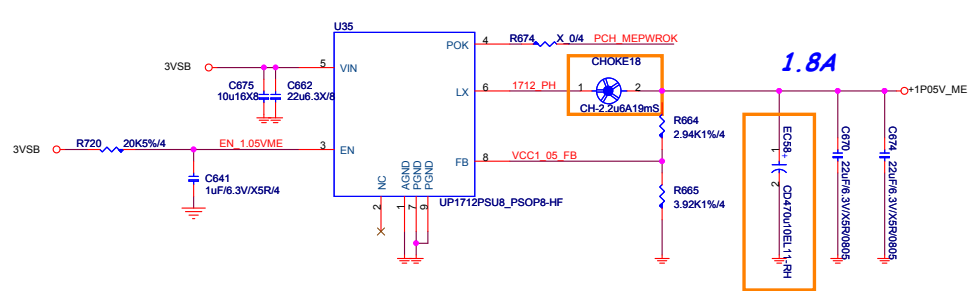 U35
POK
4
R674
X_0/4
PCH_MEPWROK
CHOKE18
1.8A
3VSB
5
VIN
C675
10u16X8
C662
22u6.3X/8
LX
6
1712_PH
1
2
CH-2.2u6A19mS
+1P05V_ME
R664
2.94K1%/4
3VSB
R720
20K5%/4
EN_1.05VME
3
EN
FB
8
VCC1_05_FB
C641
1uF/6.3V/X5R/4
NC
AGND
PGND
PGND
2
1
7
9
UP1712PSU8_PSOP8-HF
R665
3.92K1%/4
EC58
+
1
2
CD470u10EL11-RH
C670
22uF/6.3V/X5R/0805
C674
22uF/6.3V/X5R/0805